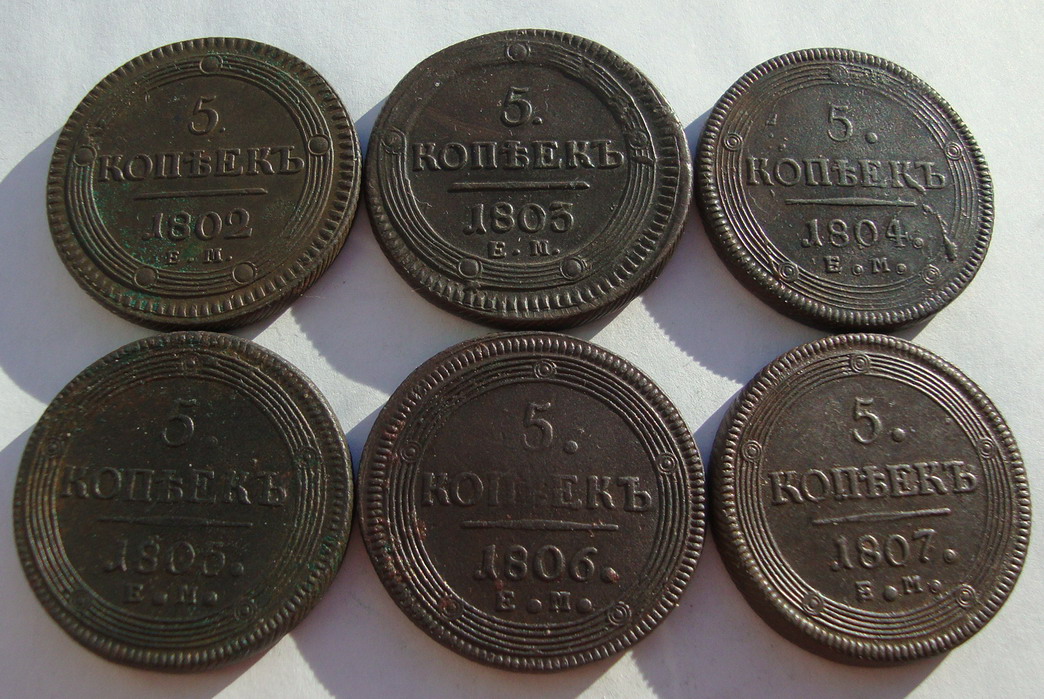 5.
КОПѢЕКЪ
1802
Е. М.
5.
КОПѢЕКЪ
1803
Е. М.
5.
КОПѢЕКЪ
1804.
Е. М.
5.
КОПѢЕКЪ
1805.
Е. М.
5.
КОПѢЕКЪ
1806.
Е. М.
5.
КОПѢЕКЪ
1807.
Е. М.